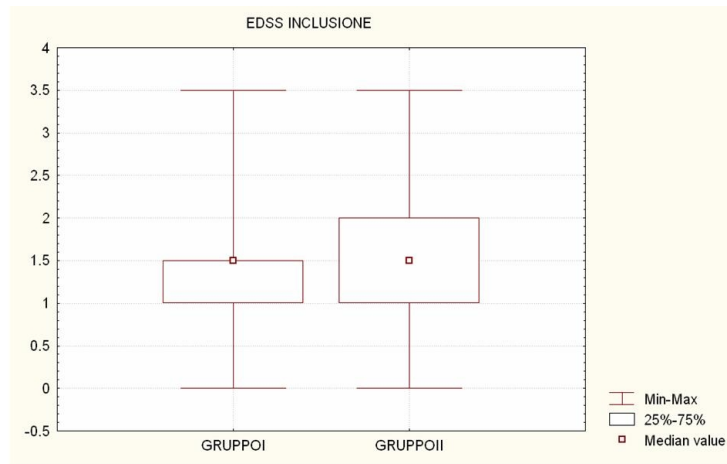 EDSS INCLUSIONE
4
3.5
3
2.5
2
1.5
1
0.5
0
-0.5
GRUPPOI
GRUPPOII
Min-Max
25%-75%
Median value